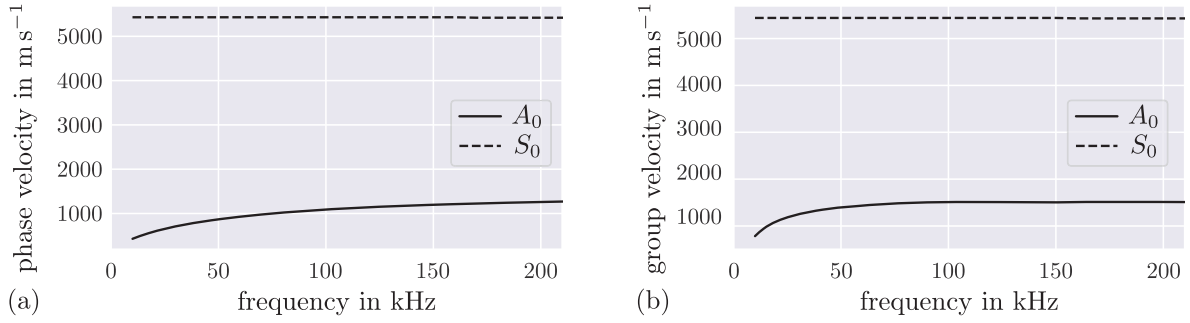 phase velocity in m s⁻¹
5000
4000
3000
2000
1000
0 50 100 150 200
frequency in kHz
A₀
S₀
(a)
group velocity in m s⁻¹
5000
4000
3000
2000
1000
0 50 100 150 200
frequency in kHz
A₀
S₀
(b)